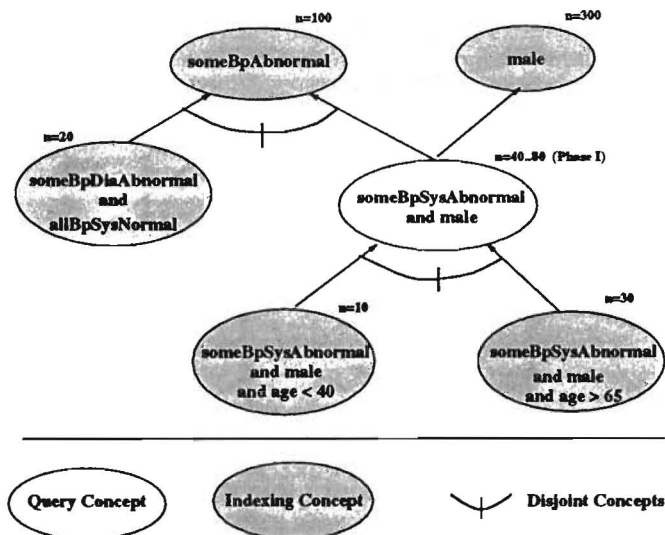 n=100
someBpAbnormal
n=300
male
n=20
someBpDiaAbnormal
and
allBpSysNormal
n=40..80 (Phase I)
someBpSysAbnormal
and male
n=10
someBpSysAbnormal
and male
and age < 40
n=30
someBpSysAbnormal
and male
and age > 65
Query Concept
Indexing Concept
Disjoint Concepts